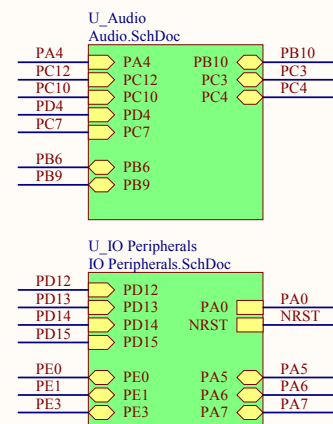 U_Audio
Audio.SchDoc
PA4 PA4 PB10 PB10
PC12 PC12 PC3 PC3
PC10 PC10 PC4 PC4
PD4 PD4
PC7 PC7
PB6 PB6
PB9 PB9
U_IO Peripherals
IO Peripherals.SchDoc
PD12 PD12
PD13 PD13 PA0 PA0
PD14 PD14 NRST NRST
PD15 PD15
PE0 PE0 PA5 PA5
PE1 PE1 PA6 PA6
PE3 PE3 PA7 PA7